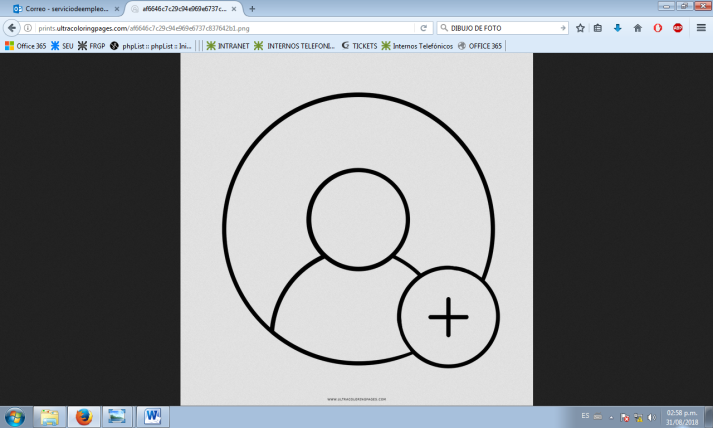 Correo - serviciodeempleo...
af6646c7c29c94e969e6737c...
prints.ultracoloringpages.com/af6646c7c29c94e969e6737c837642b1.png
DIBUJO DE FOTO
Office 365
SEU
FRGP
phpList :: phpList :: Ini...
INTRANET
INTERNOS TELEFONI...
TICKETS
Internos Telefónicos
OFFICE 365
ABP
WWW.ULTRACOLORINGPAGES.COM
ES
02:58 p.m.
31/08/2018